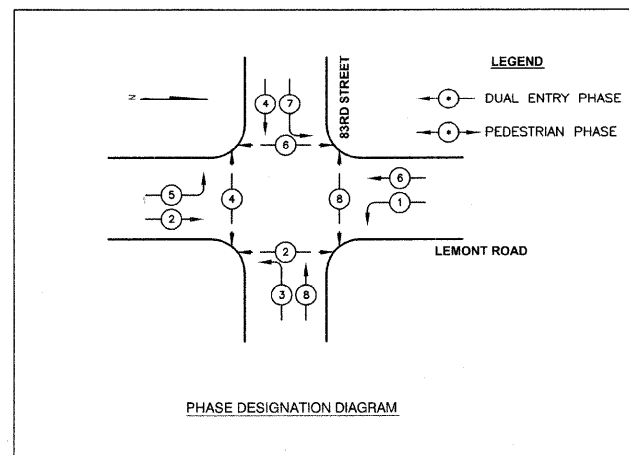 LEGEND
DUAL ENTRY PHASE
PEDESTRIAN PHASE
83RD STREET
N
4
7
6
5
2
4
8
6
1
2
3
8
LEMONT ROAD
PHASE DESIGNATION DIAGRAM